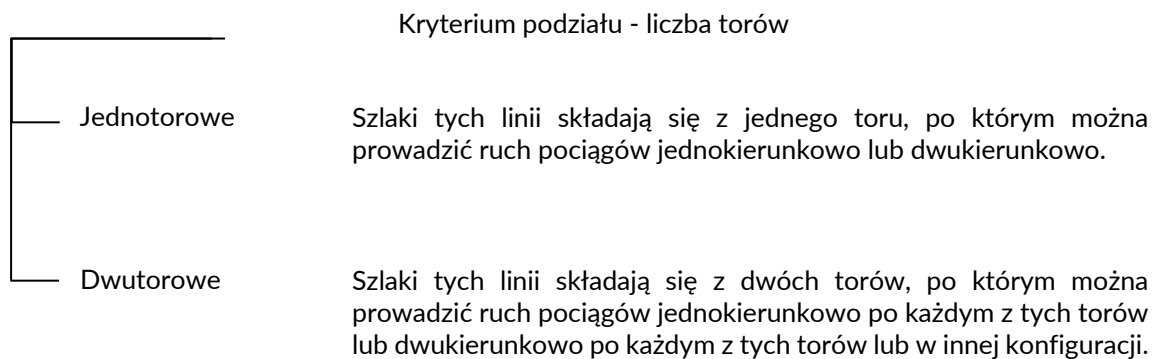 Kryterium podziału - liczba torów
Jednotorowe
Szlaki tych linii składają się z jednego toru, po którym można
prowadzić ruch pociągów jednokierunkowo lub dwukierunkowo.
Dwutorowe
Szlaki tych linii składają się z dwóch torów, po którym można
prowadzić ruch pociągów jednokierunkowo po każdym z tych torów
lub dwukierunkowo po każdym z tych torów lub w innej konfiguracji.